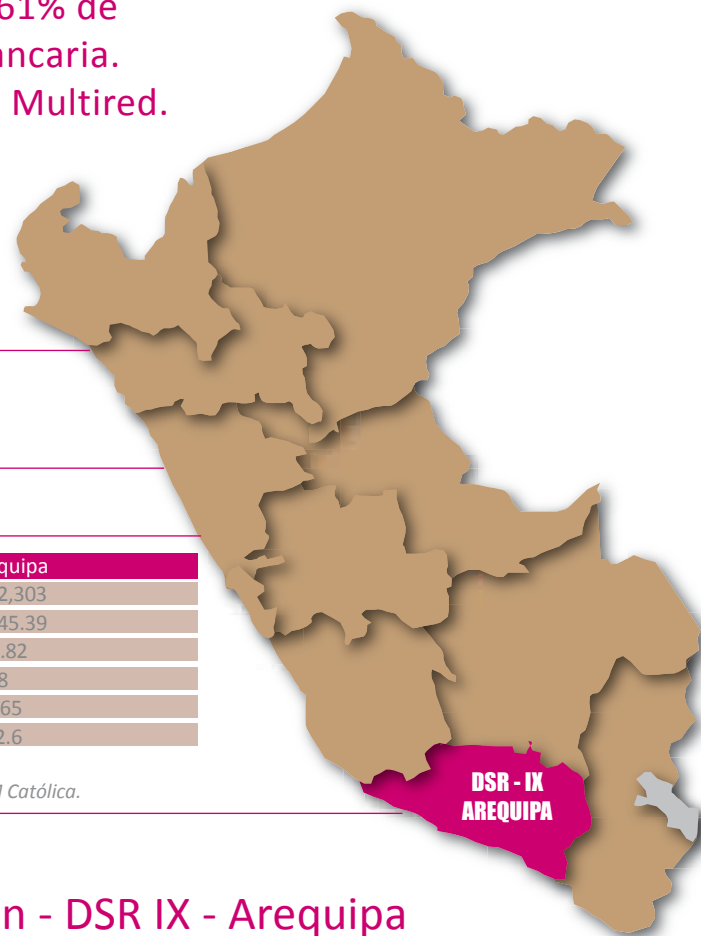 61% de
ancaria.
Multired.
quipa
2,303
45.39
.82
8
65
2.6
Católica.
DSR - IX
AREQUIPA
n - DSR IX - Arequipa